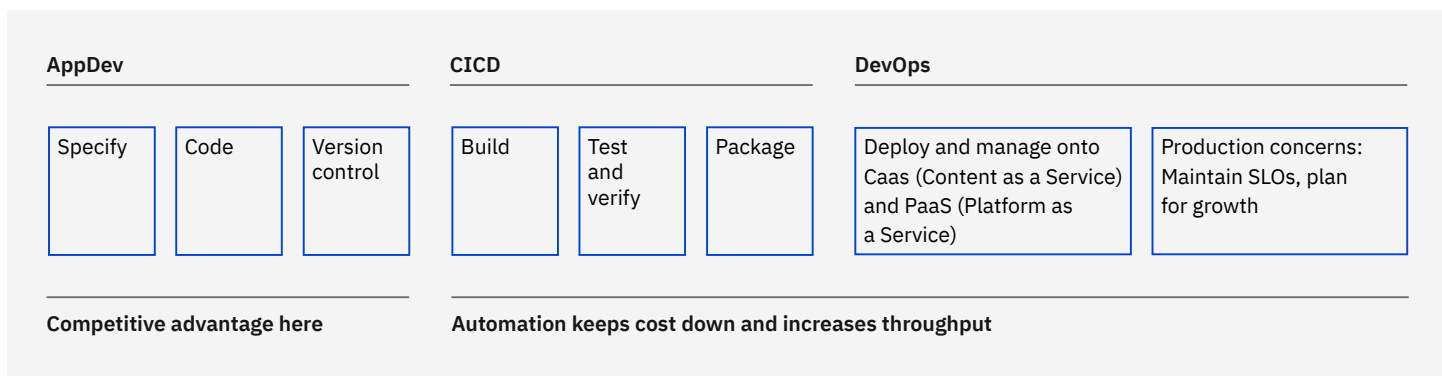 AppDev
CICD
DevOps
Specify
Code
Version
control
Build
Test
and
verify
Package
Deploy and manage onto
Caas (Content as a Service)
and PaaS (Platform as
a Service)
Production concerns:
Maintain SLOs, plan
for growth
Competitive advantage here
Automation keeps cost down and increases throughput